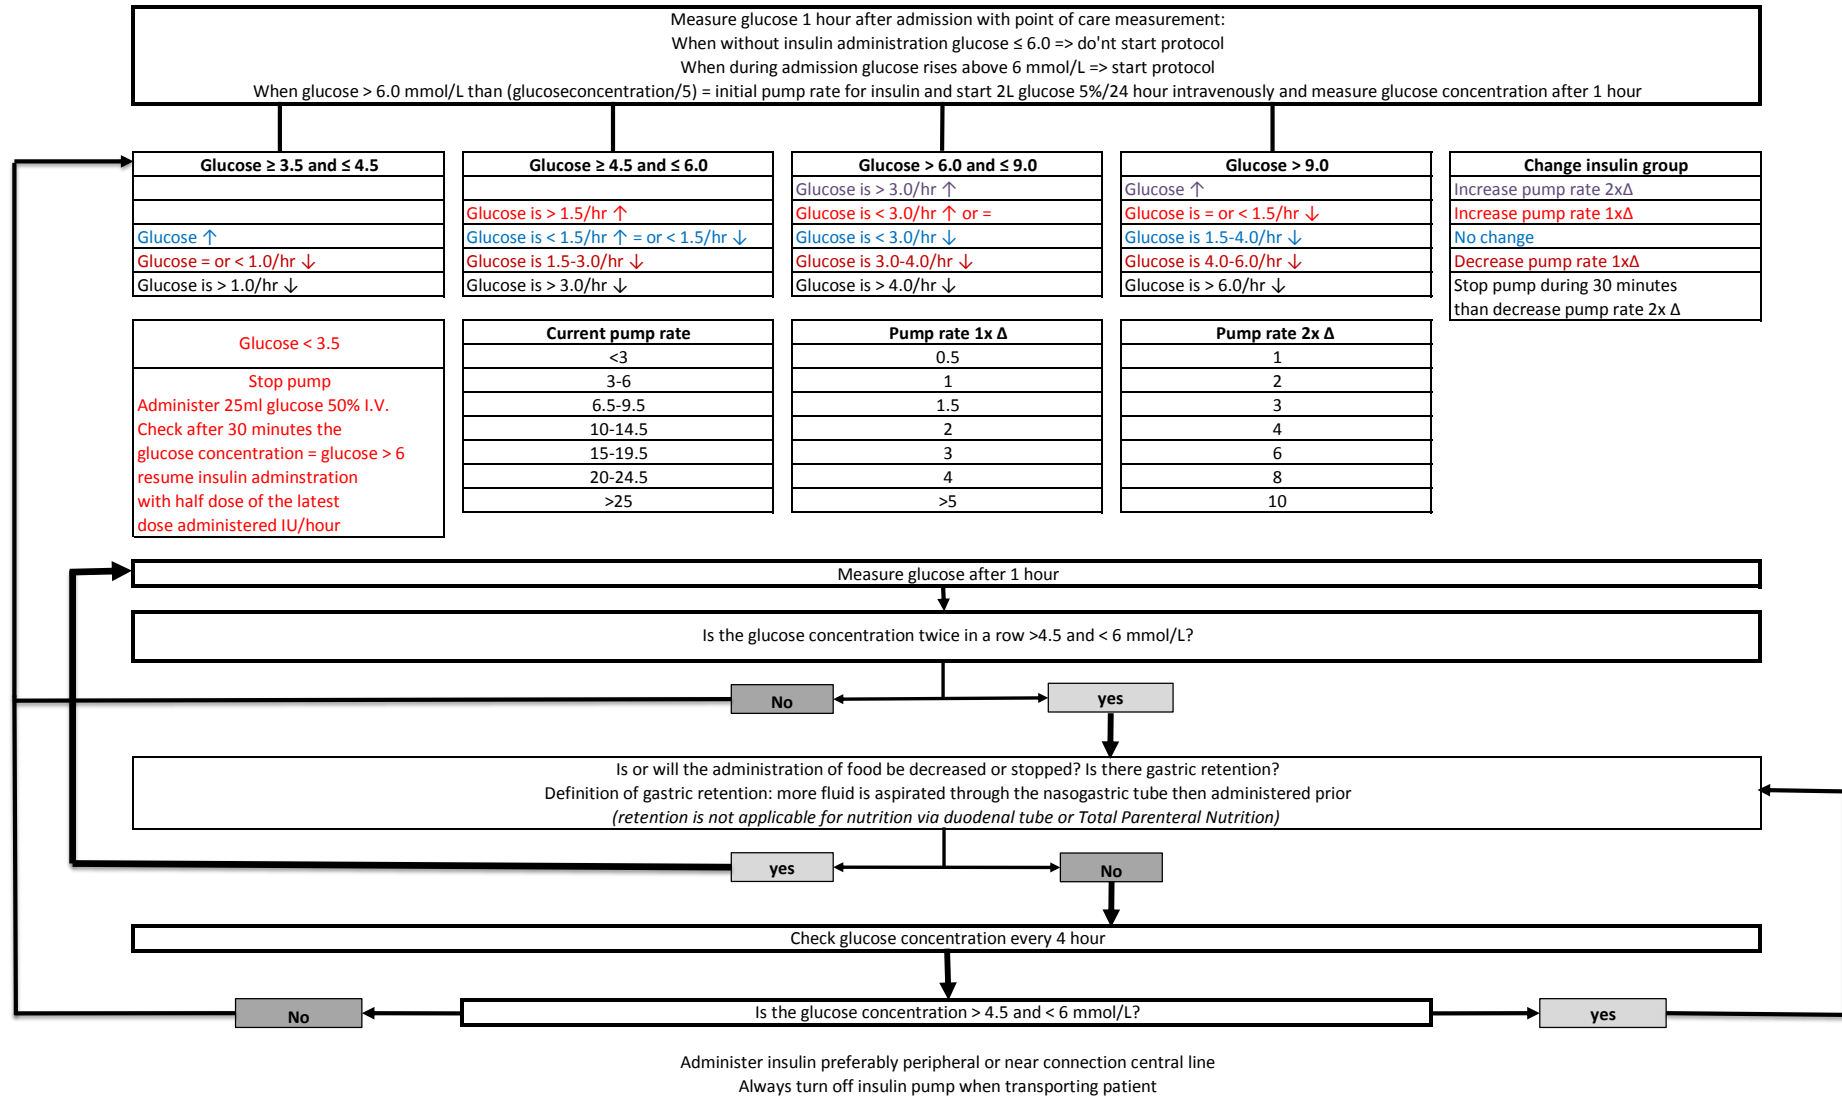 Measure glucose 1 hour after admission with point of care measurement:
When without insulin administration glucose ≤ 6.0 => do'nt start protocol
When during admission glucose rises above 6 mmol/L => start protocol
When glucose > 6.0 mmol/L than (glucoseconcentration/5) = initial pump rate for insulin and start 2L glucose 5%/24 hour intravenously and measure glucose concentration after 1 hour
Glucose ≥ 3.5 and ≤ 4.5
Glucose ↑
Glucose = or < 1.0/hr ↓
Glucose is > 1.0/hr ↓
Glucose ≥ 4.5 and ≤ 6.0
Glucose is > 1.5/hr ↑
Glucose is < 1.5/hr ↑ = or < 1.5/hr ↓
Glucose is 1.5-3.0/hr ↓
Glucose is > 3.0/hr ↓
Glucose > 6.0 and ≤ 9.0
Glucose is > 3.0/hr ↑
Glucose is < 3.0/hr ↑ or =
Glucose is < 3.0/hr ↓
Glucose is 3.0-4.0/hr ↓
Glucose is > 4.0/hr ↓
Glucose > 9.0
Glucose ↑
Glucose is = or < 1.5/hr ↓
Glucose is 1.5-4.0/hr ↓
Glucose is 4.0-6.0/hr ↓
Glucose is > 6.0/hr ↓
Change insulin group
Increase pump rate 2xΔ
Increase pump rate 1xΔ
No change
Decrease pump rate 1xΔ
Stop pump during 30 minutes
than decrease pump rate 2x Δ
Glucose < 3.5
Stop pump
Administer 25ml glucose 50% I.V.
Check after 30 minutes the
glucose concentration = glucose > 6
resume insulin adminstration
with half dose of the latest
dose administered IU/hour
Current pump rate
<3
3-6
6.5-9.5
10-14.5
15-19.5
20-24.5
>25
Pump rate 1x Δ
0.5
1
1.5
2
3
4
>5
Pump rate 2x Δ
1
2
3
4
6
8
10
Measure glucose after 1 hour
Is the glucose concentration twice in a row >4.5 and < 6 mmol/L?
No
yes
Is or will the administration of food be decreased or stopped? Is there gastric retention?
Definition of gastric retention: more fluid is aspirated through the nasogastric tube then administered prior
(retention is not applicable for nutrition via duodenal tube or Total Parenteral Nutrition)
yes
No
Check glucose concentration every 4 hour
No
Is the glucose concentration > 4.5 and < 6 mmol/L?
yes
Administer insulin preferably peripheral or near connection central line
Always turn off insulin pump when transporting patient